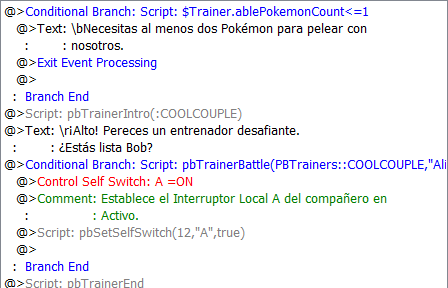 @>Conditional Branch: Script: $Trainer.ablePokemonCount<=1
@>Text: \bNecesitas al menos dos Pokémon para pelear con
: : nosotros.
@>Exit Event Processing
@>
: Branch End
@>Script: pbTrainerIntro(:COOLCOUPLE)
@>Text: \riAlto! Pereces un entrenador desafiante.
: : ¿Estás lista Bob?
@>Conditional Branch: Script: pbTrainerBattle(PBTrainers::COOLCOUPLE,"Ali
@>Control Self Switch: A =ON
@>Comment: Establece el Interruptor Local A del compañero en
: : Activo.
@>Script: pbSetSelfSwitch(12,"A",true)
@>
: Branch End
@>Script: pbTrainerEnd